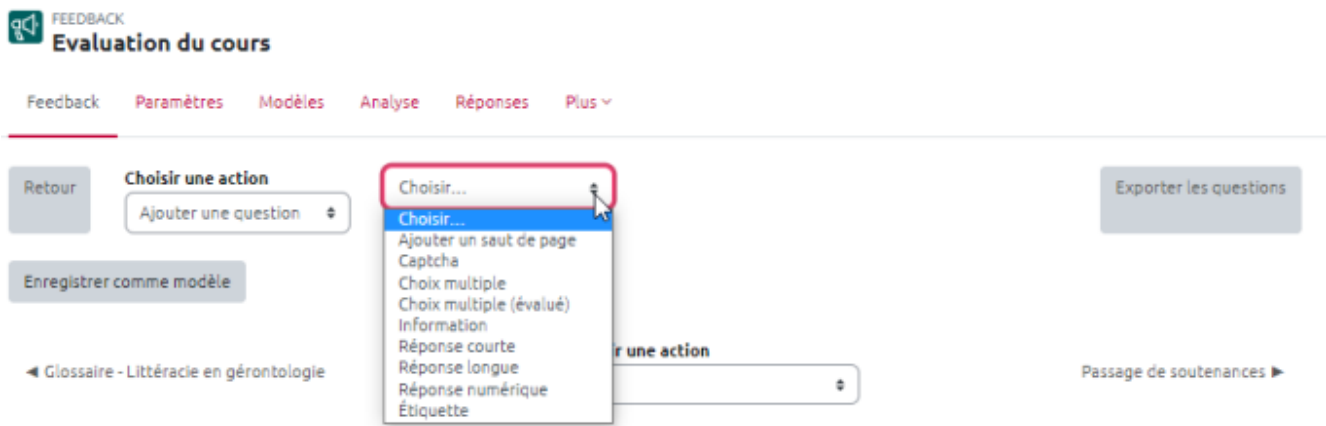 FEEDBACK
Evaluation du cours
Feedback Paramètres Modèles Analyse Réponses Plus
Retour
Choisir une action
Ajouter une question
Choisir...
Exporter les questions
Choisir...
Ajouter un saut de page
Captcha
Choix multiple
Choix multiple (évalué)
Information
Réponse courte
Réponse longue
Réponse numérique
Étiquette
Enregistrer comme modèle
◄ Glossaire - Littéracie en gérontologie
r une action
Passage de soutenances ►